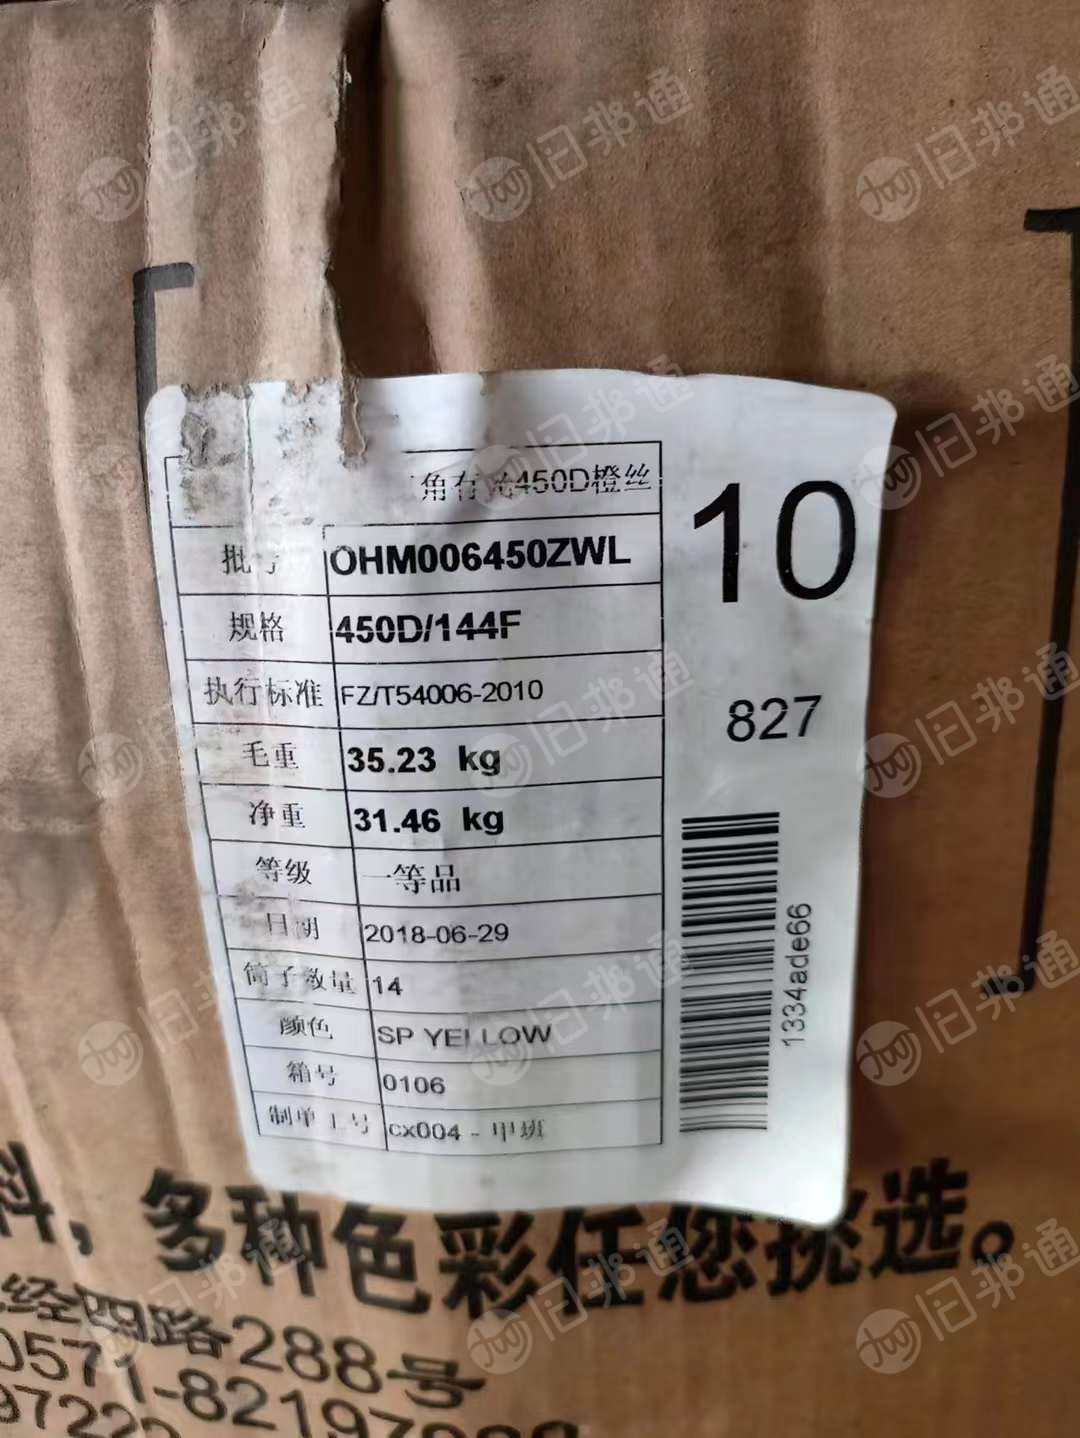 角有光450D橙丝
批号 OHM006450ZWL
规格 450D/144F
执行标准 FZ/T54006-2010
毛重 35.23 kg
净重 31.46 kg
等级 一等品
日期 2018-06-29
筒子数量 14
颜色 SP YELLOW
箱号 0106
制单工号 cx004 - 甲班
10
827
1334ade66
料，多种色彩任您挑选。
经四路288号
0571-82197
97222
旧邦通